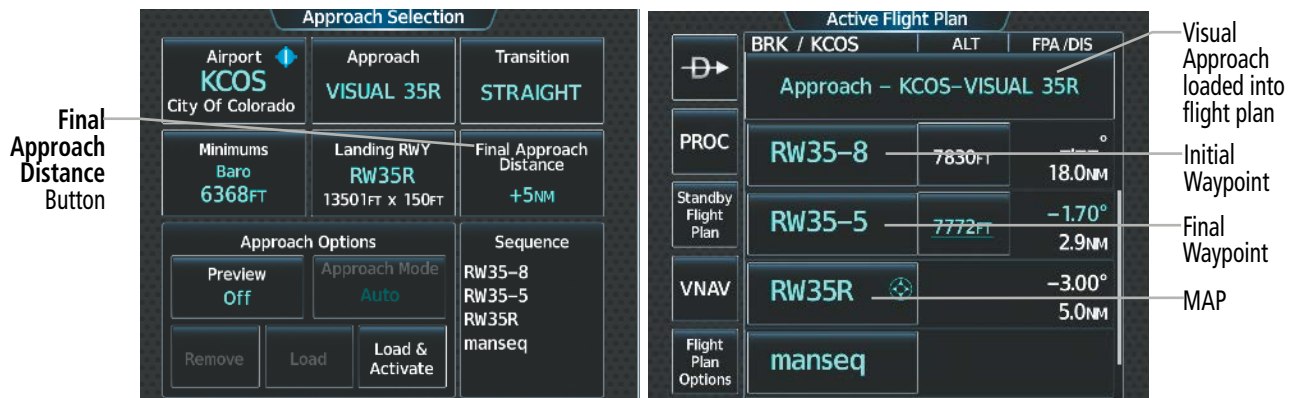 Approach Selection
Airport
KCOS
City Of Colorado
Approach
VISUAL 35R
Transition
STRAIGHT
Minimums
Baro
6368FT
Landing RWY
RW35R
13501FT X 150FT
Final Approach
Distance
+5NM
Approach Options
Preview
Off
Approach Mode
Auto
Remove
Load
Load &
Activate
Sequence
RW35-8
RW35-5
RW35R
manseq
Final
Approach
Distance
Button
Active Flight Plan
BRK / KCOS
ALT
FPA/DIS
D
Approach – KCOS–VISUAL 35R
PROC
RW35-8
7830FT
_.__°
18.0NM
Standby
Flight
Plan
RW35-5
7772FT
-1.70°
2.9NM
VNAV
RW35R
-3.00°
5.0NM
Flight
Plan
Options
manseq
Visual
Approach
loaded into
flight plan
Initial
Waypoint
Final
Waypoint
MAP